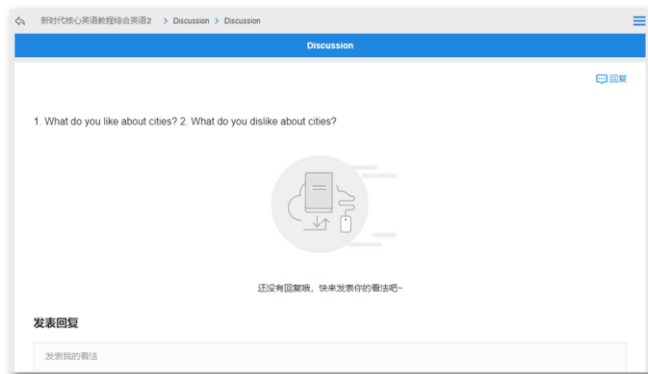 新时代核心英语教程综合英语2 > Discussion > Discussion
Discussion
回复
1. What do you like about cities? 2. What do you dislike about cities?
还没有回复哦，快来发表你的看法吧~
发表回复
发表我的看法